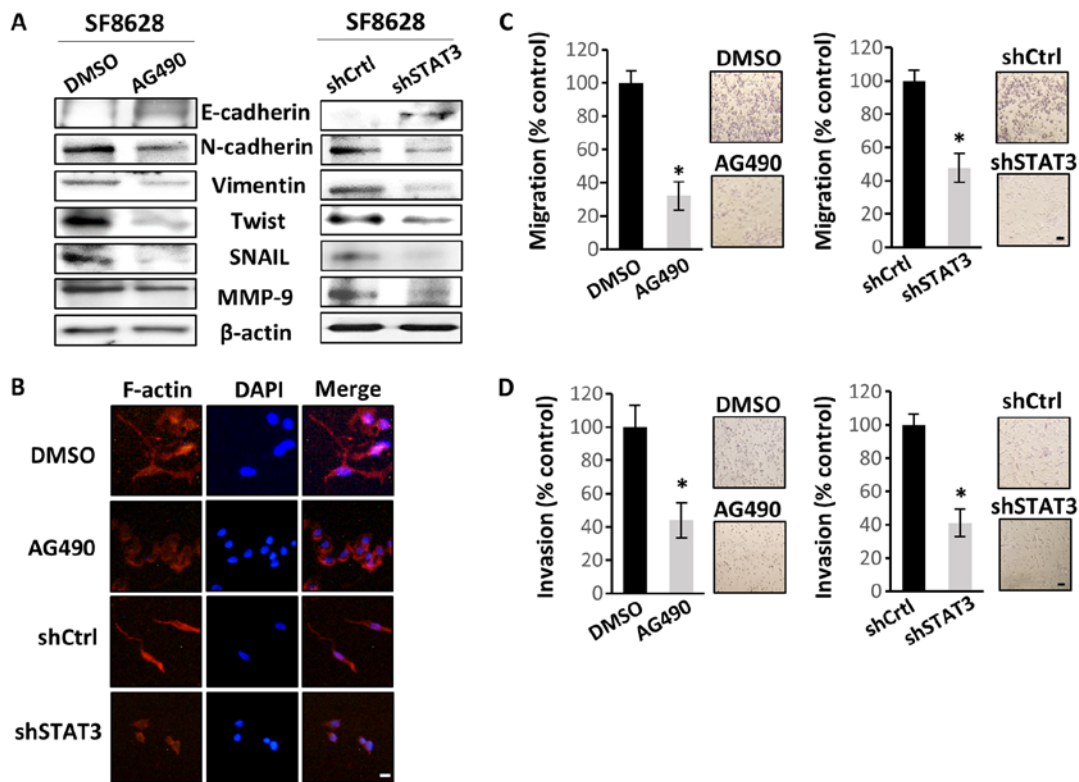 A
SF8628
DMSO AG490
SF8628
shCrtl shSTAT3
E-cadherin
N-cadherin
Vimentin
Twist
SNAIL
MMP-9
β-actin
B
F-actin DAPI Merge
DMSO
AG490
shCtrl
shSTAT3
C
Migration (% control)
120
100
80
60
40
20
0
*
DMSO AG490
DMSO
AG490
Migration (% control)
120
100
80
60
40
20
0
*
shCrtl shSTAT3
shCtrl
shSTAT3
D
Invasion (% control)
120
100
80
60
40
20
0
*
DMSO AG490
DMSO
AG490
Invasion (% control)
120
100
80
60
40
20
0
*
shCrtl shSTAT3
shCtrl
shSTAT3